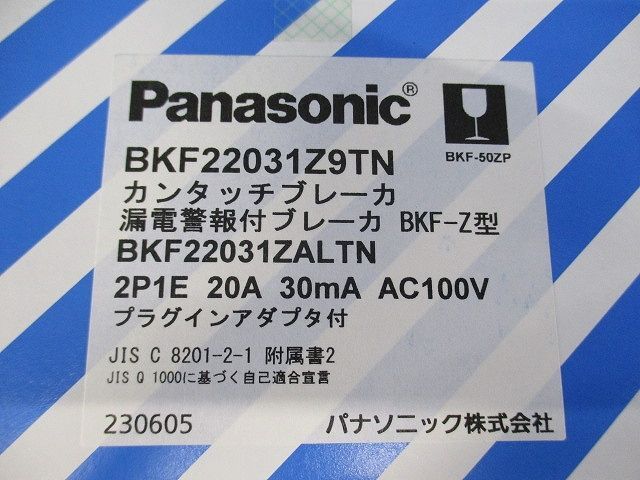 Panasonic®
BKF-50ZP
BKF22031Z9TN
カンタッチブレーカ
漏電警報付ブレーカ BKF-Z型
BKF22031ZALTN
2P1E 20A 30mA AC100V
プラグインアダプタ付
JIS C 8201-2-1 附属書2
JIS Q 1000に基づく自己適合宣言
230605 パナソニック株式会社